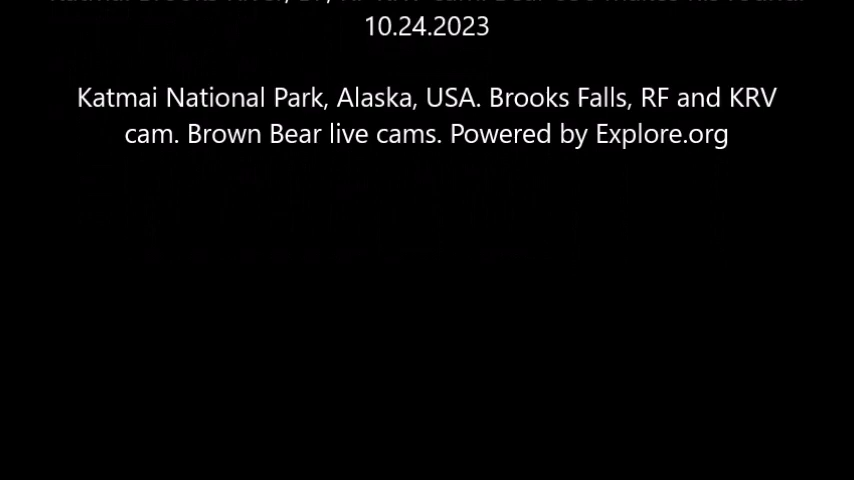 10.24.2023
Katmai National Park, Alaska, USA. Brooks Falls, RF and KRV
cam. Brown Bear live cams. Powered by Explore.org